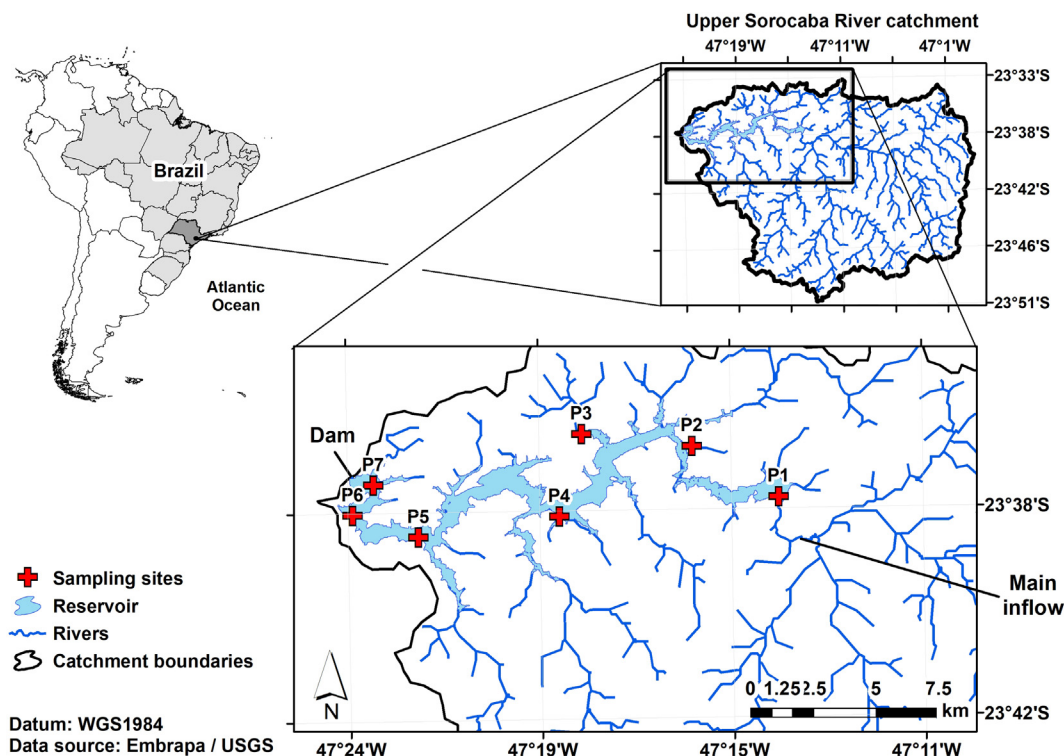 Upper Sorocaba River catchment
47°19'W 47°11'W 47°1'W
23°33'S
23°38'S
23°42'S
23°46'S
23°51'S
Brazil
Atlantic
Ocean
Dam
P7
P6
P5
P4
P3
P2
P1
23°38'S
Main
inflow
23°42'S
Sampling sites
Reservoir
Rivers
Catchment boundaries
N
0 1.25 2.5 5 7.5
km
47°24'W 47°19'W 47°15'W 47°11'W
Datum: WGS1984
Data source: Embrapa / USGS